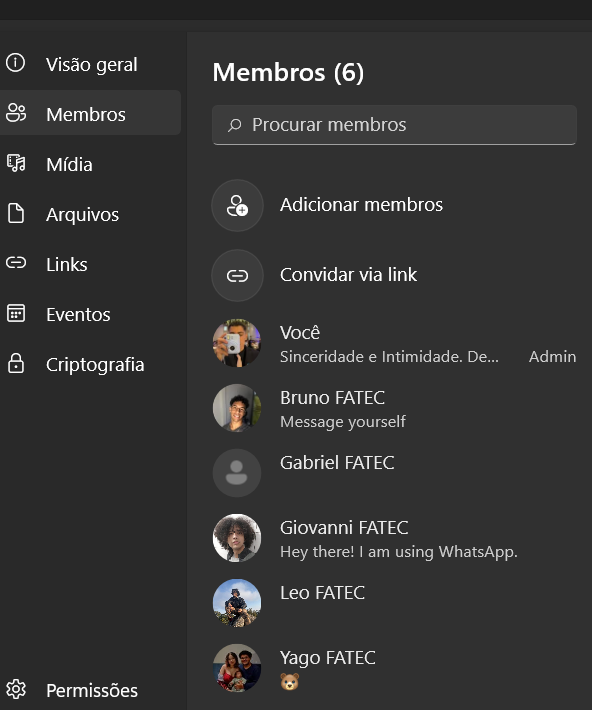 Visão geral
Membros
Mídia
Arquivos
Links
Eventos
Criptografia
Permissões
Membros (6)
Procurar membros
Adicionar membros
Convidar via link
Você
Sinceridade e Intimidade. De... Admin
Bruno FATEC
Message yourself
Gabriel FATEC
Giovanni FATEC
Hey there! I am using WhatsApp.
Leo FATEC
Yago FATEC
🐻